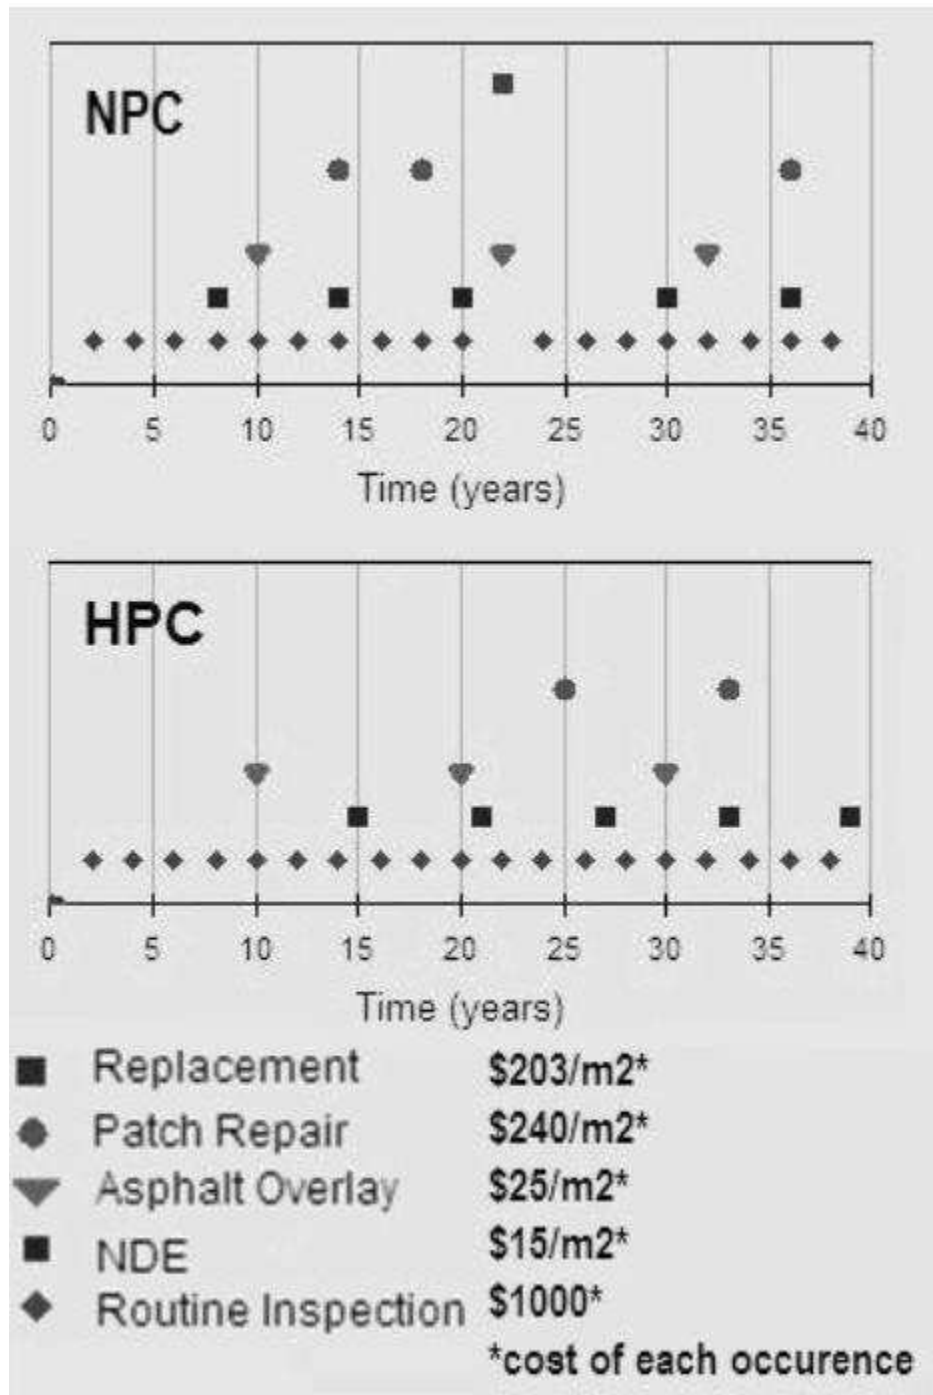 NPC
0 5 10 15 20 25 30 35 40
Time (years)
HPC
0 5 10 15 20 25 30 35 40
Time (years)
Replacement $203/m2*
Patch Repair $240/m2*
Asphalt Overlay $25/m2*
NDE $15/m2*
Routine Inspection $1000*
*cost of each occurence